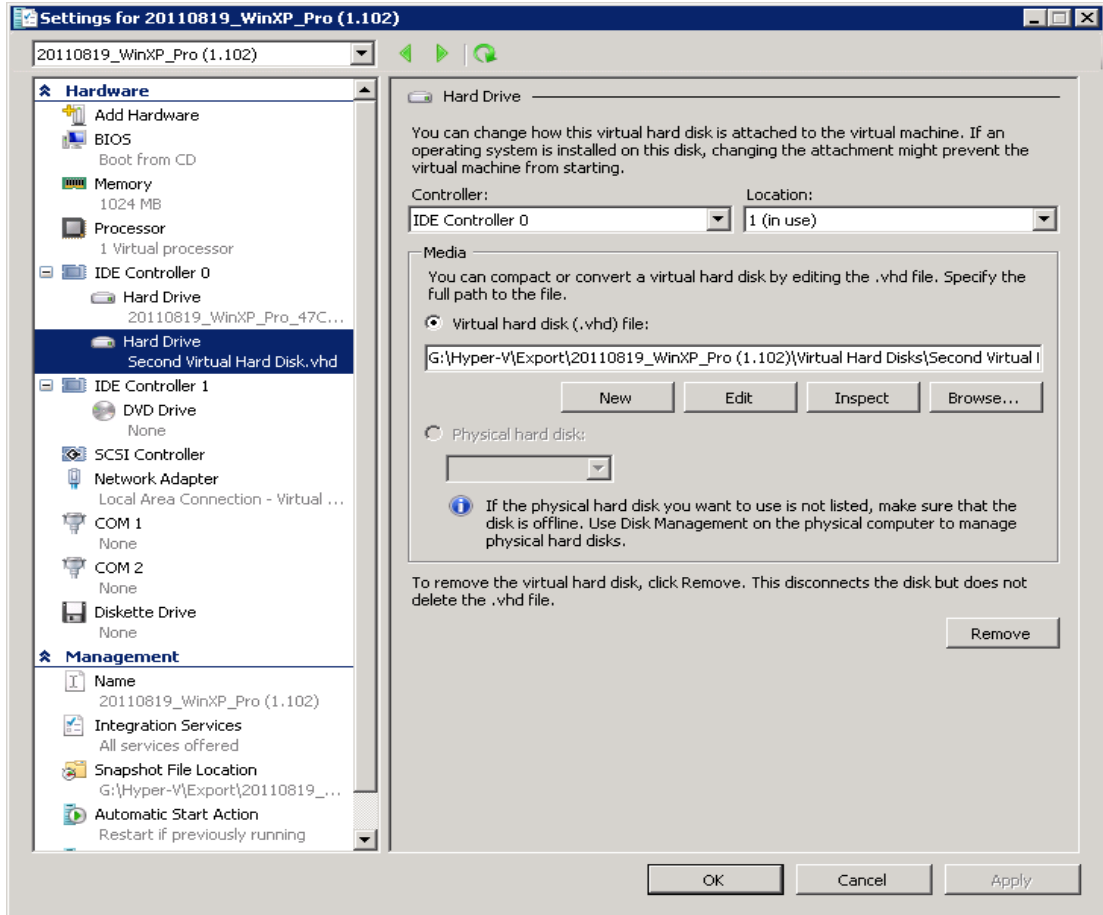 Settings for 20110819_WinXP_Pro (1.102)
20110819_WinXP_Pro (1.102)
Hardware
Add Hardware
BIOS
Boot from CD
Memory
1024 MB
Processor
1 Virtual processor
IDE Controller 0
Hard Drive
20110819_WinXP_Pro_47C...
Hard Drive
Second Virtual Hard Disk.vhd
IDE Controller 1
DVD Drive
None
SCSI Controller
Network Adapter
Local Area Connection - Virtual ...
COM 1
None
COM 2
None
Diskette Drive
None
Management
Name
20110819_WinXP_Pro (1.102)
Integration Services
All services offered
Snapshot File Location
G:\Hyper-V\Export\20110819_...
Automatic Start Action
Restart if previously running
Hard Drive
You can change how this virtual hard disk is attached to the virtual machine. If an
operating system is installed on this disk, changing the attachment might prevent the
virtual machine from starting.
Controller:
Location:
IDE Controller 0
1 (in use)
Media
You can compact or convert a virtual hard disk by editing the .vhd file. Specify the
full path to the file.
Virtual hard disk (.vhd) file:
G:\Hyper-V\Export\20110819_WinXP_Pro (1.102)\Virtual Hard Disks\Second Virtual
New
Edit
Inspect
Browse...
Physical hard disk:
If the physical hard disk you want to use is not listed, make sure that the
disk is offline. Use Disk Management on the physical computer to manage
physical hard disks.
To remove the virtual hard disk, click Remove. This disconnects the disk but does not
delete the .vhd file.
Remove
OK
Cancel
Apply